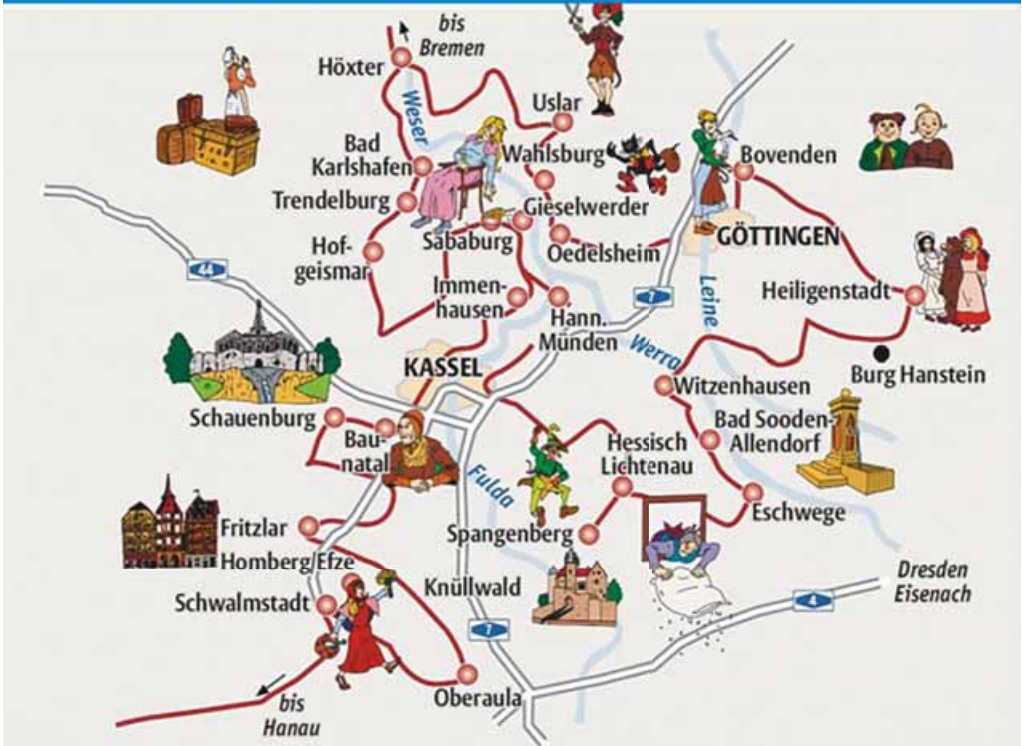 bis
Bremen
Höxter
Weser
Uslar
Bad
Karlshafen
Wahlsburg
Bovenden
Trendelburg
Gieselwerder
Sababurg
GÖTTINGEN
Hof-
geismar
Oedelsheim
44
Immen-
hausen
7
Leine
Heiligenstadt
Hann.
Münden
Werra
KASSEL
Burg Hanstein
Witzenhausen
Schauenburg
Bau-
natal
Bad Sooden-
Allendorf
Hessisch
Lichtenau
Fulda
Eschwege
Fritzlar
Spangenberg
Homberg/Efze
Knüllwald
Dresden
Eisenach
Schwalmstadt
4
7
Oberaula
bis
Hanau